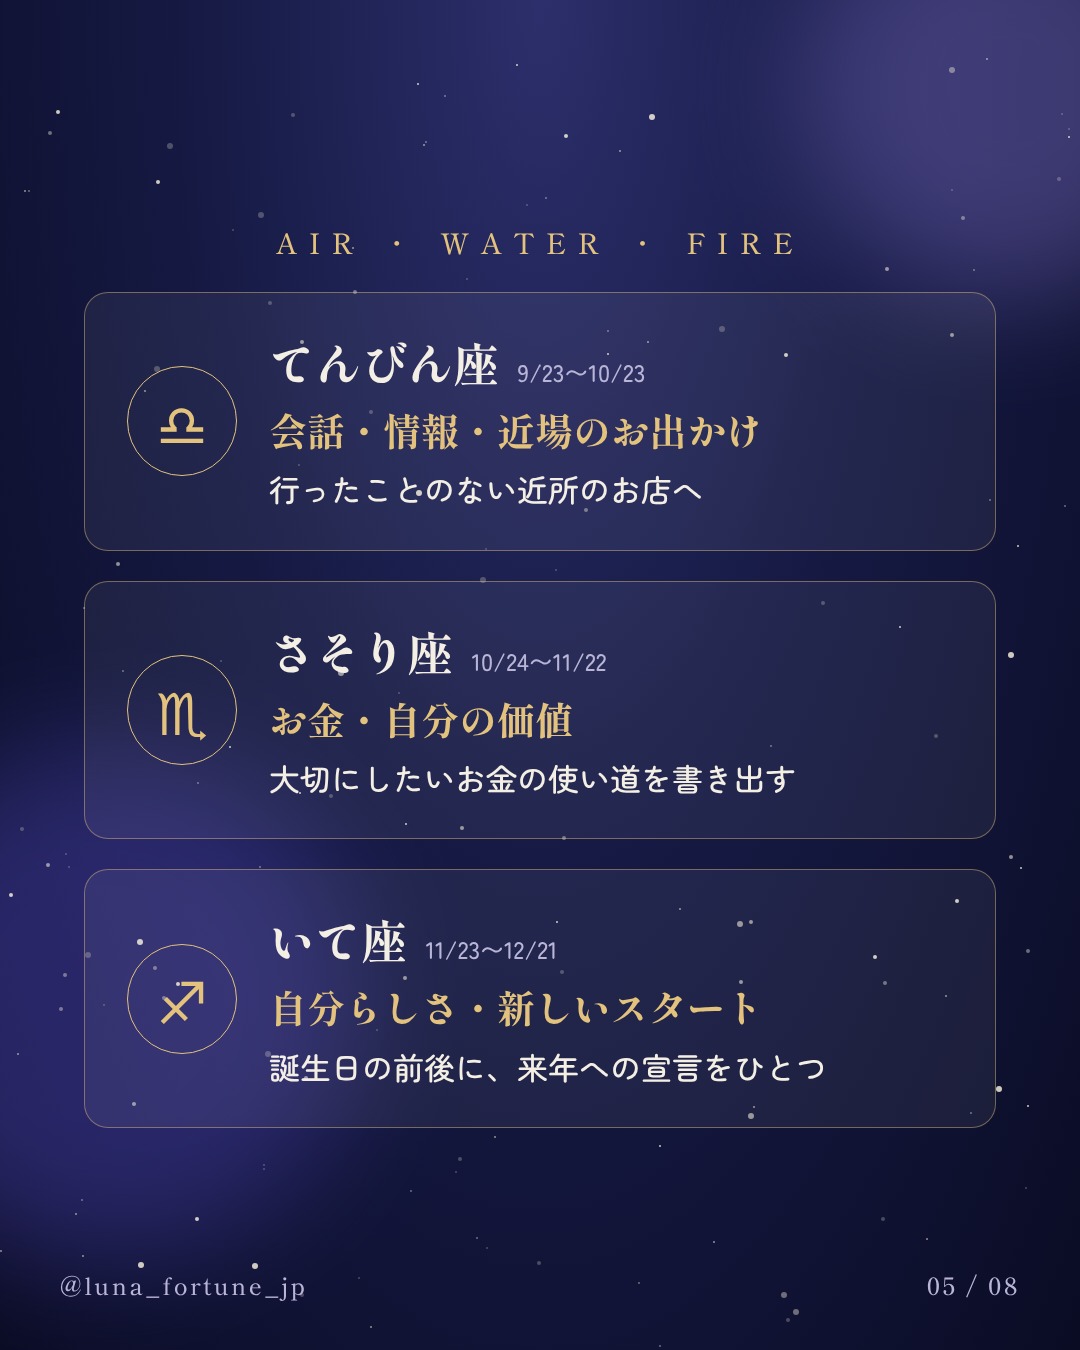 AIR · WATER · FIRE
てんびん座 9/23〜10/23
♎
会話・情報・近場のお出かけ
行ったことのない近所のお店へ
さそり座 10/24〜11/22
♏
お金・自分の価値
大切にしたいお金の使い道を書き出す
いて座 11/23〜12/21
♐
自分らしさ・新しいスタート
誕生日の前後に、来年への宣言をひとつ
@luna_fortune_jp
05 / 08